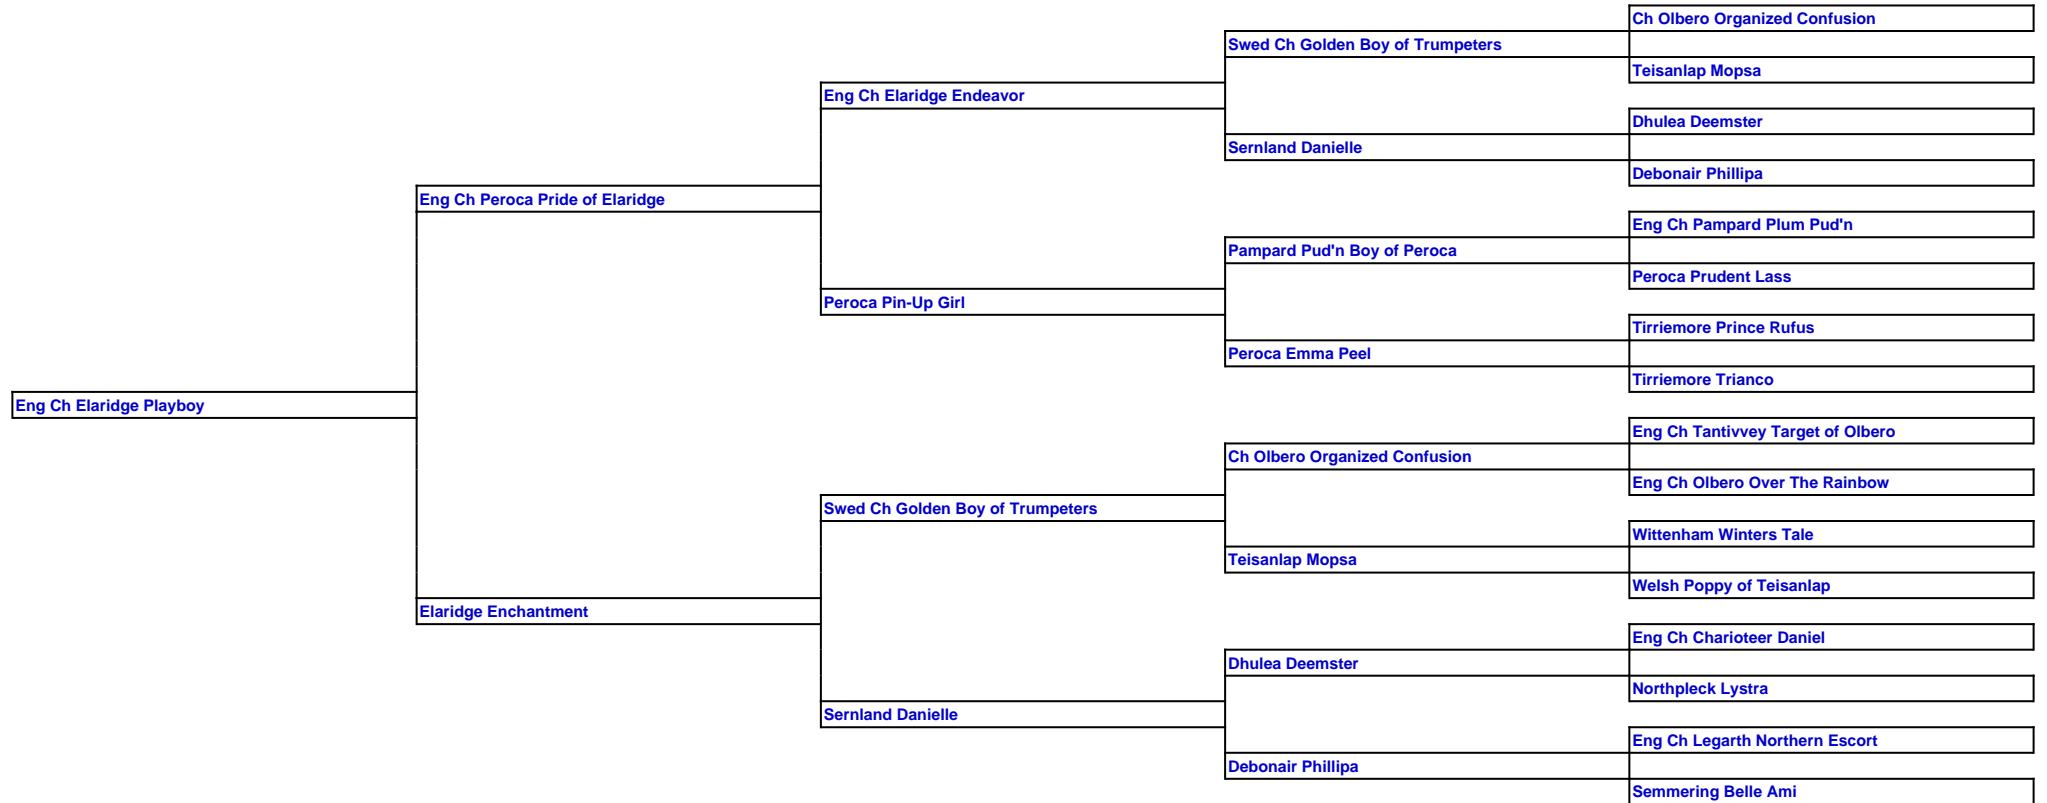 Ch Olbero Organized Confusion
Swed Ch Golden Boy of Trumpeters
Teisanlap Mopsa
Eng Ch Elaridge Endeavor
Dhulea Deemster
Sernland Danielle
Debonair Phillipa
Eng Ch Peroca Pride of Elaridge
Eng Ch Pampard Plum Pud'n
Pampard Pud'n Boy of Peroca
Peroca Prudent Lass
Peroca Pin-Up Girl
Tirriemore Prince Rufus
Peroca Emma Peel
Tirriemore Trianco
Eng Ch Elaridge Playboy
Eng Ch Tantivvey Target of Olbero
Ch Olbero Organized Confusion
Eng Ch Olbero Over The Rainbow
Swed Ch Golden Boy of Trumpeters
Wittenham Winters Tale
Teisanlap Mopsa
Welsh Poppy of Teisanlap
Elaridge Enchantment
Eng Ch Charioteer Daniel
Dhulea Deemster
Northpleck Lystra
Sernland Danielle
Eng Ch Legarth Northern Escort
Debonair Phillipa
Semmering Belle Ami